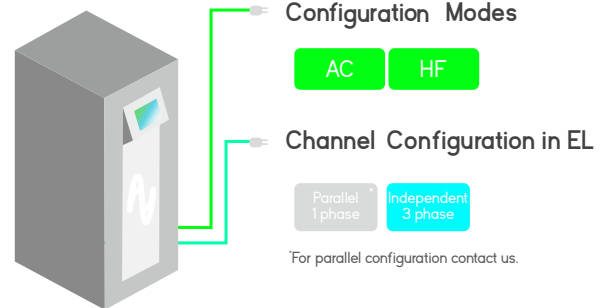 Configuration Modes
AC HF
Channel Configuration in EL
Parallel * Independent
1 phase 3 phase
*For parallel configuration contact us.